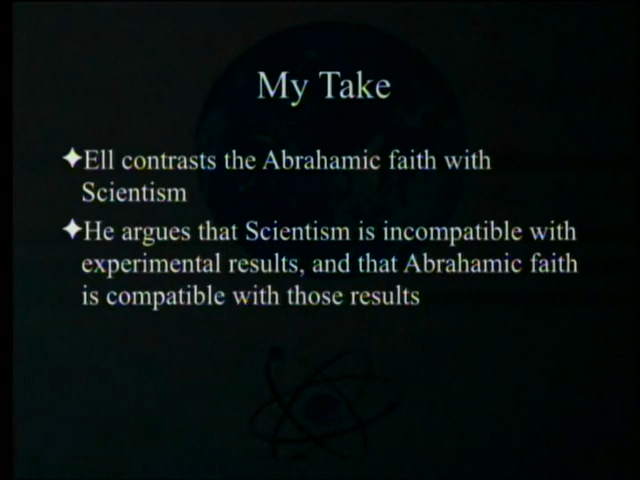 My Take
✦Ell contrasts the Abrahamic faith with
Scientism
✦He argues that Scientism is incompatible with
experimental results, and that Abrahamic faith
is compatible with those results